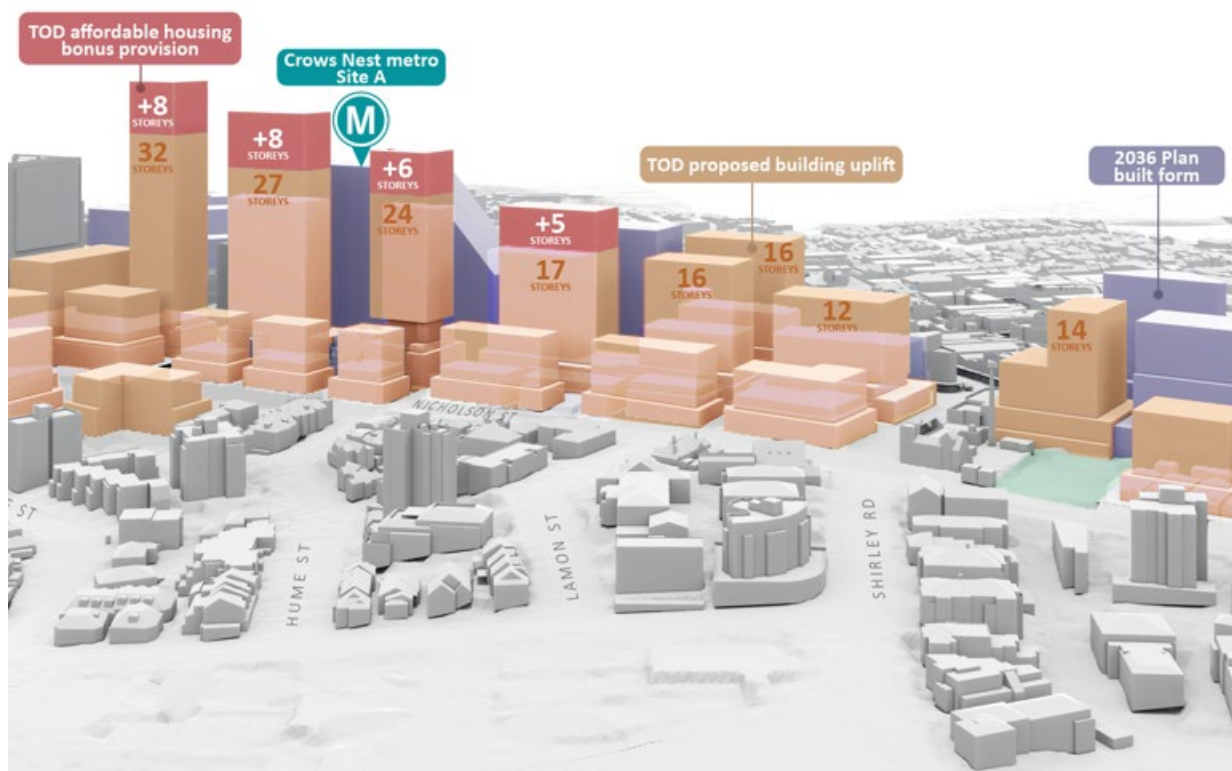 TOD affordable housing
bonus provision
Crows Nest metro
Site A
M
+8
STOREYS
32
STOREYS
+8
STOREYS
27
STOREYS
+6
STOREYS
24
STOREYS
+5
STOREYS
17
STOREYS
TOD proposed building uplift
16
STOREYS
16
STOREYS
12
STOREYS
14
STOREYS
2036 Plan
built form
NICHOLSON ST
ST
HUME ST
LAMON ST
SHIRLEY RD